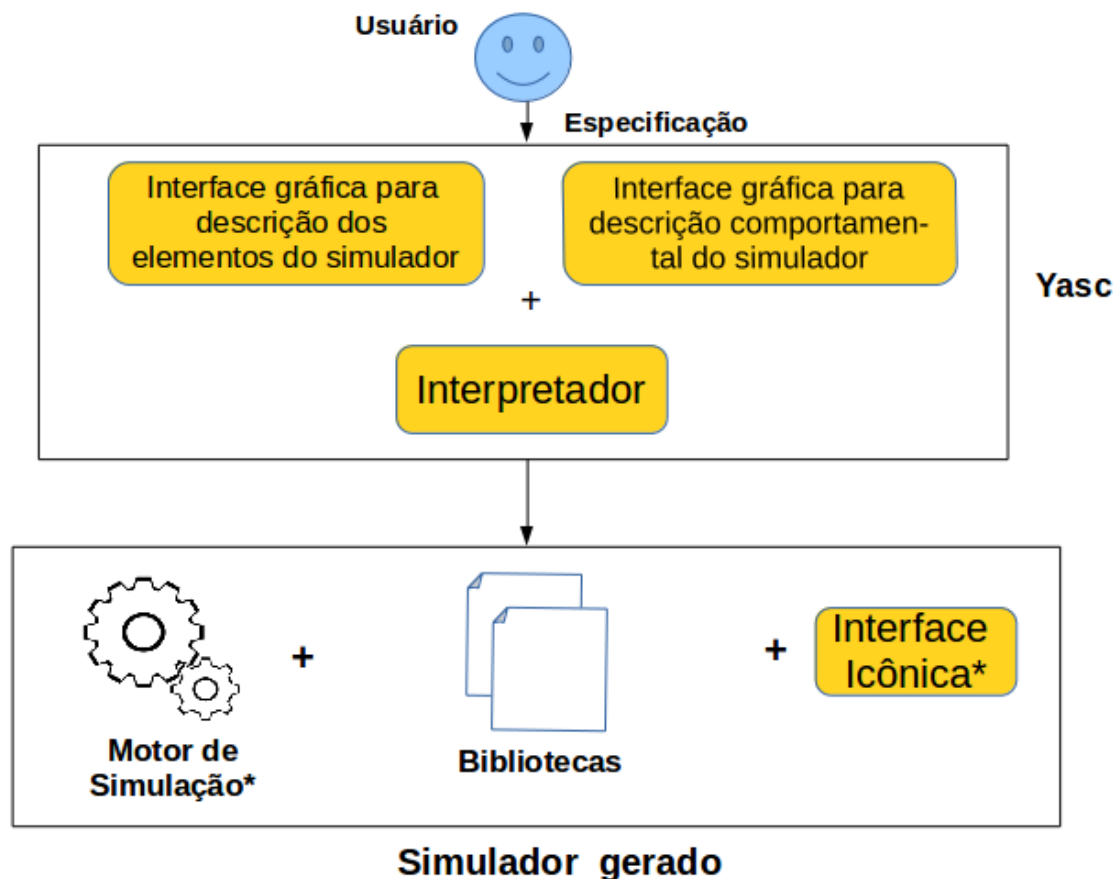 Usuário
Especificação
Interface gráfica para
descrição dos
elementos do simulador
Interface gráfica para
descrição comportamen-
tal do simulador
+
Interpretador
Yasc
+
+
Interface
Icônica*
Motor de
Simulação*
Bibliotecas
Simulador gerado